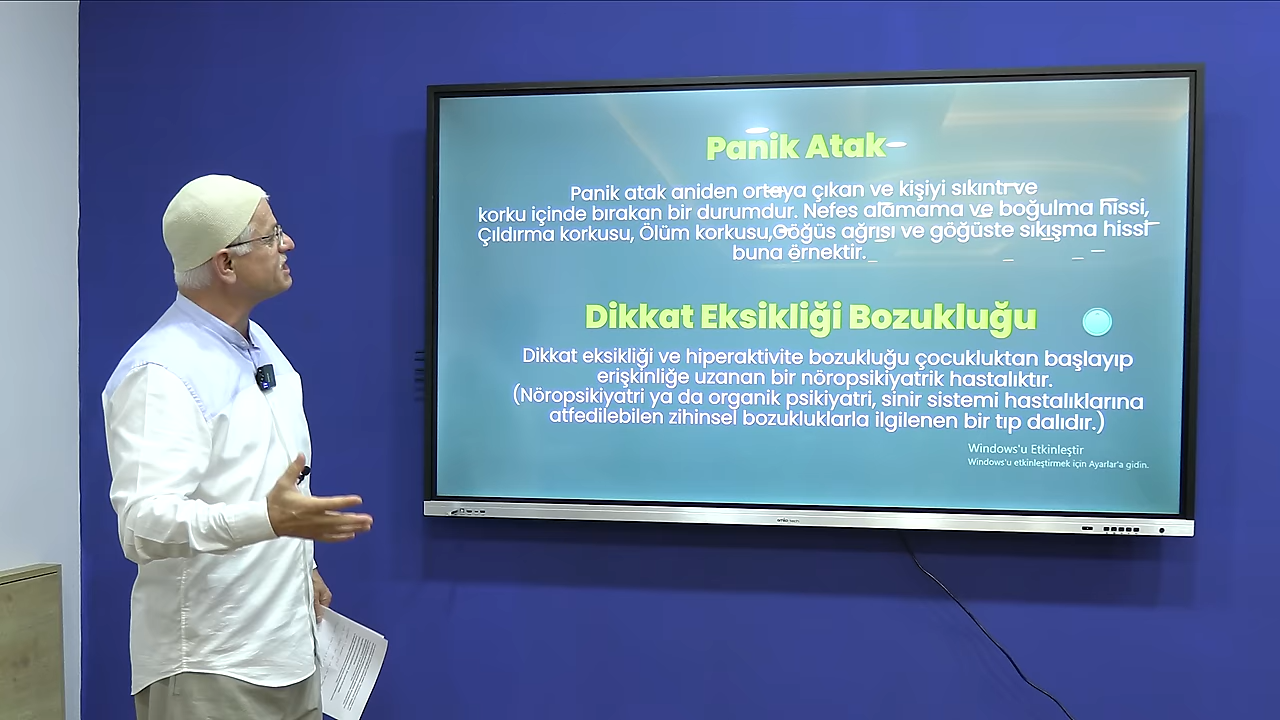 Panik Atak
Panik atak aniden ortaya çıkan ve kişiyi sıkıntı ve
korku içinde bırakan bir durumdur. Nefes alamama ve boğulma hissi,
Çıldırma korkusu, Ölüm korkusu,Göğüs ağrısı ve göğüste sıkışma hissi
buna örnektir.
Dikkat Eksikliği Bozukluğu
Dikkat eksikliği ve hiperaktivite bozukluğu çocukluktan başlayıp
erişkinliğe uzanan bir nöropsikiyatrik hastalıktır.
(Nöropsikiyatri ya da organik psikiyatri, sinir sistemi hastalıklarına
atfedilebilen zihinsel bozukluklarla ilgilenen bir tıp dalıdır.)
Windows'u Etkinleştir
Windows'u etkinleştirmek için Ayarlar'a gidin.